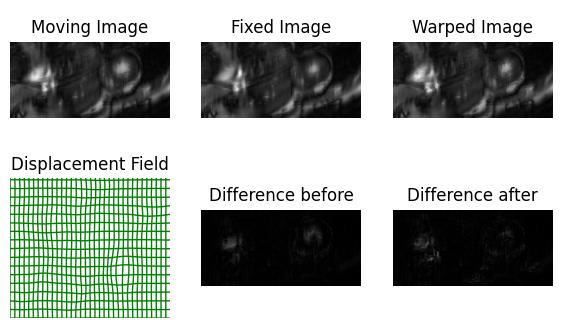 Moving Image
Fixed Image
Warped Image
Displacement Field
Difference before
Difference after